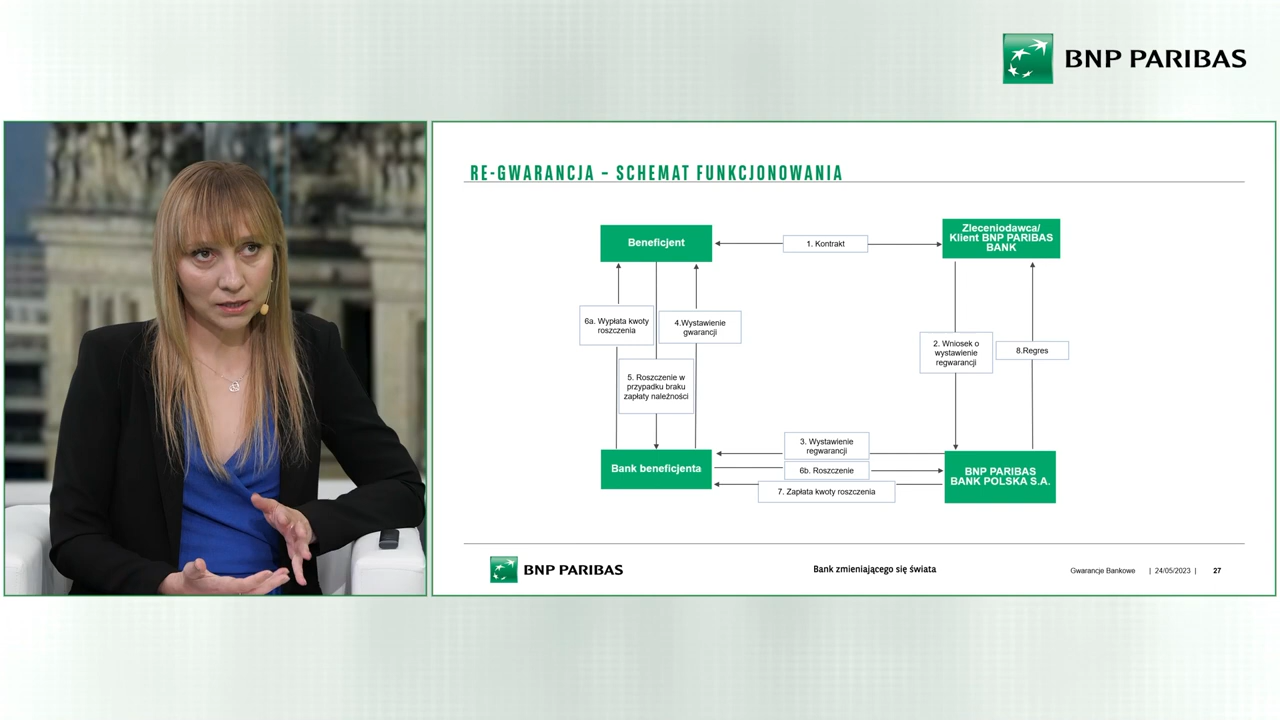 BNP PARIBAS
RE-GWARANCJA – SCHEMAT FUNKCJONOWANIA
Beneficjent
1. Kontrakt
Zleceniodawca/
Klient BNP PARIBAS
BANK
6a. Wypłata kwoty
roszczenia
4.Wystawienie
gwarancji
2. Wniosek o
wystawienie
regwarancji
8.Regres
5. Roszczenie w
przypadku braku
zapłaty należności
Bank beneficjenta
3. Wystawienie
regwarancji
6b. Roszczenie
7. Zapłata kwoty roszczenia
BNP PARIBAS
BANK POLSKA S.A.
BNP PARIBAS
Bank zmieniającego się świata
Gwarancje Bankowe | 24/05/2023 | 27